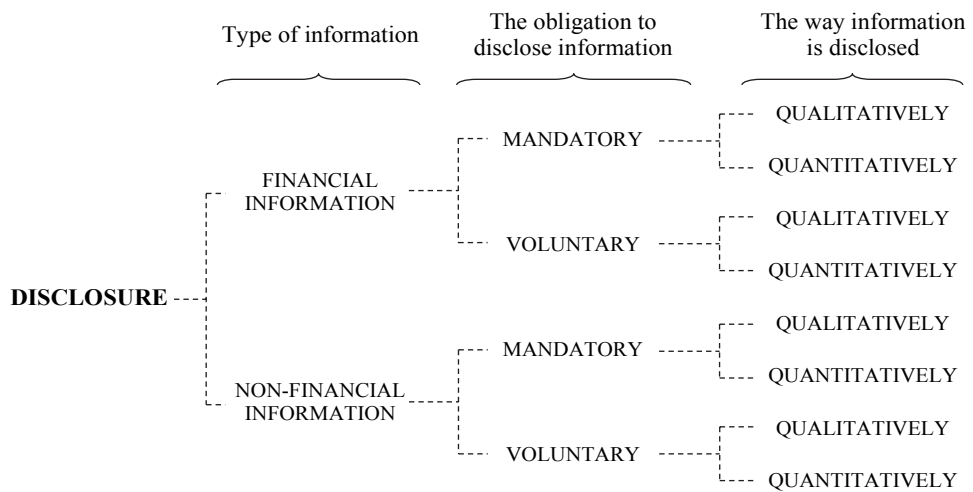 Type of information
The obligation to
disclose information
The way information
is disclosed
QUALITATIVELY
MANDATORY
QUANTITATIVELY
FINANCIAL
INFORMATION
QUALITATIVELY
VOLUNTARY
QUANTITATIVELY
DISCLOSURE
QUALITATIVELY
MANDATORY
QUANTITATIVELY
NON-FINANCIAL
INFORMATION
QUALITATIVELY
VOLUNTARY
QUANTITATIVELY